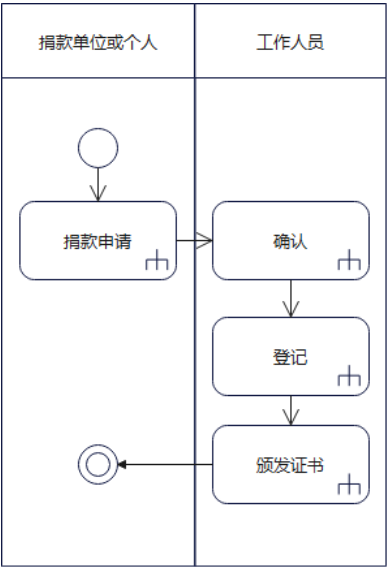 捐款单位或个人
工作人员
捐款申请
确认
登记
颁发证书